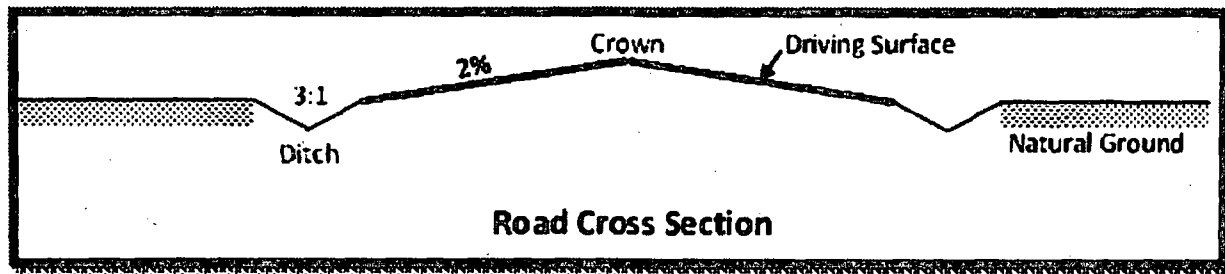 Crown
Driving Surface
2%
3:1
Ditch
Natural Ground
Road Cross Section